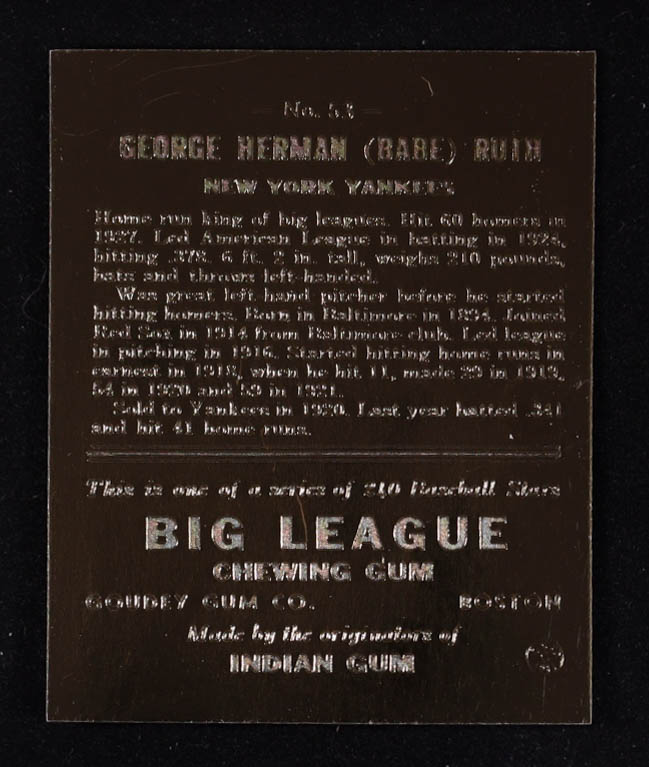 No. 53
GEORGE HERMAN (BABE) RUTH
NEW YORK YANKEES
Home run king of big leagues. Hit 60 homers in
1927. Led American League in batting in 1924,
hitting .378. 6 ft. 2 in. tall, weighs 210 pounds,
bats and throws left-handed.
Was great left hand pitcher before he started
hitting homers. Born in Baltimore in 1894. Joined
Red Sox in 1914 from Baltimore club. Led league
in pitching in 1916. Started hitting home runs in
earnest in 1918, when he hit 11, made 29 in 1919,
54 in 1920 and 59 in 1921.
Sold to Yankees in 1920. Last year batted .341
and hit 41 home runs.
This is one of a series of 240 Baseball Stars
BIG LEAGUE
CHEWING GUM
GOUDEY GUM CO. BOSTON
Made by the originators of
INDIAN GUM